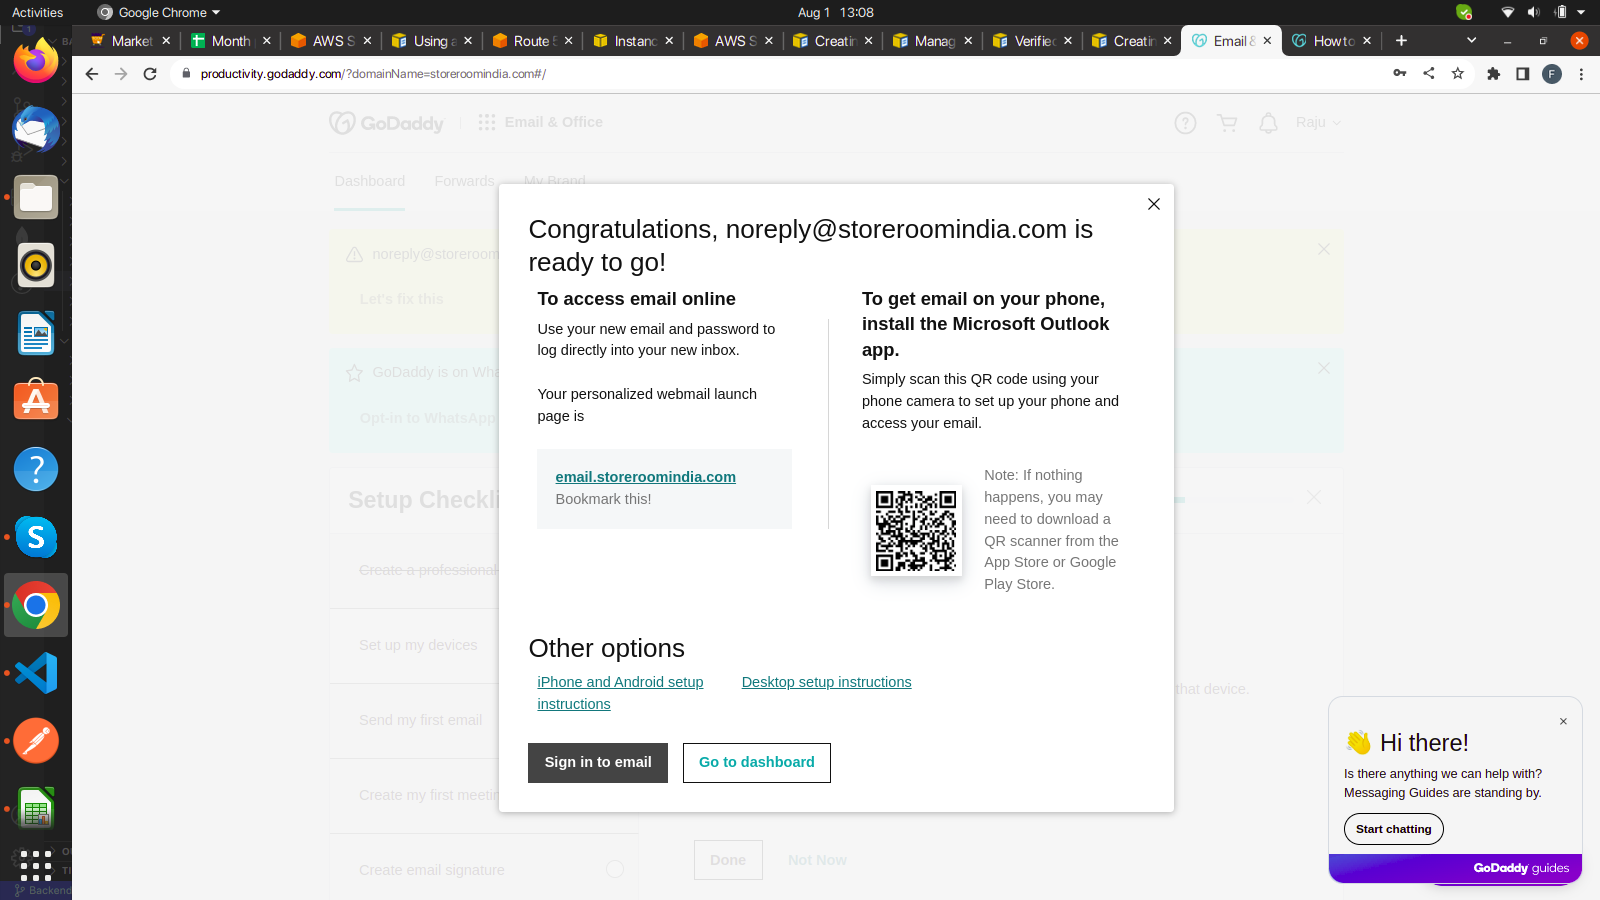 Activities
Google Chrome
Aug 1 13:08
Market
Month
AWS S
Using a
Route 5
Instanc
AWS S
Creatin
Manag
Verified
Creatin
Email &
How to
productivity.godaddy.com/?domainName=storeroomindia.com#/
F
GoDaddy
Email & Office
Raju
Dashboard
Forwards
My Brand
noreply@storeroom
Let's fix this
GoDaddy is on Wha
Opt-in to WhatsApp
Setup Checkli
Create a professional
Set up my devices
Send my first email
Create my first meetin
Create email signature
that device.
Done
Not Now
Congratulations, noreply@storeroomindia.com is
ready to go!
To access email online
Use your new email and password to
log directly into your new inbox.
Your personalized webmail launch
page is
email.storeroomindia.com
Bookmark this!
To get email on your phone,
install the Microsoft Outlook
app.
Simply scan this QR code using your
phone camera to set up your phone and
access your email.
Note: If nothing
happens, you may
need to download a
QR scanner from the
App Store or Google
Play Store.
Other options
iPhone and Android setup
instructions
Desktop setup instructions
Sign in to email
Go to dashboard
Hi there!
Is there anything we can help with?
Messaging Guides are standing by.
Start chatting
GoDaddy guides
Backend